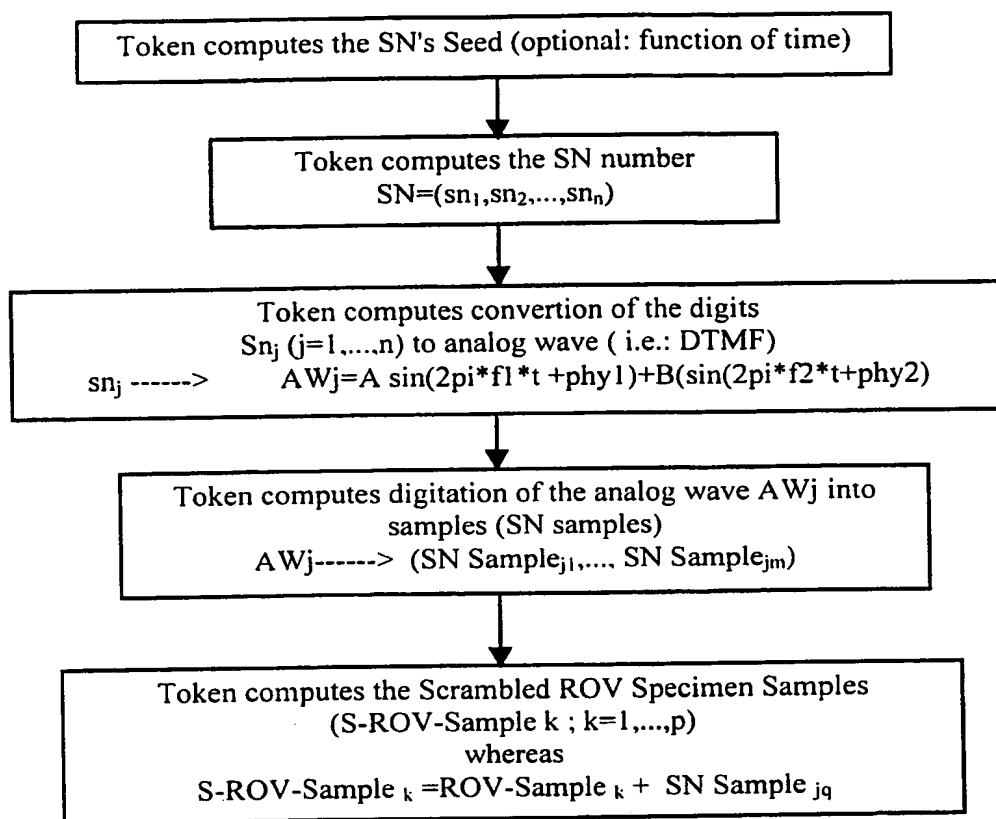 Token computes the SN's Seed (optional: function of time)
Token computes the SN number
SN=(sn₁,sn₂,...,snₙ)
Token computes convertion of the digits
Snⱼ (j=1,...,n) to analog wave ( i.e.: DTMF)
snⱼ ------> AWj=A sin(2pi*f1*t +phy1)+B(sin(2pi*f2*t+phy2)
Token computes digitation of the analog wave AWj into
samples (SN samples)
AWj------> (SN Sampleⱼ₁,..., SN Sampleⱼₘ)
Token computes the Scrambled ROV Specimen Samples
(S-ROV-Sample k ; k=1,...,p)
whereas
S-ROV-Sample ₖ =ROV-Sample ₖ + SN Sample jq